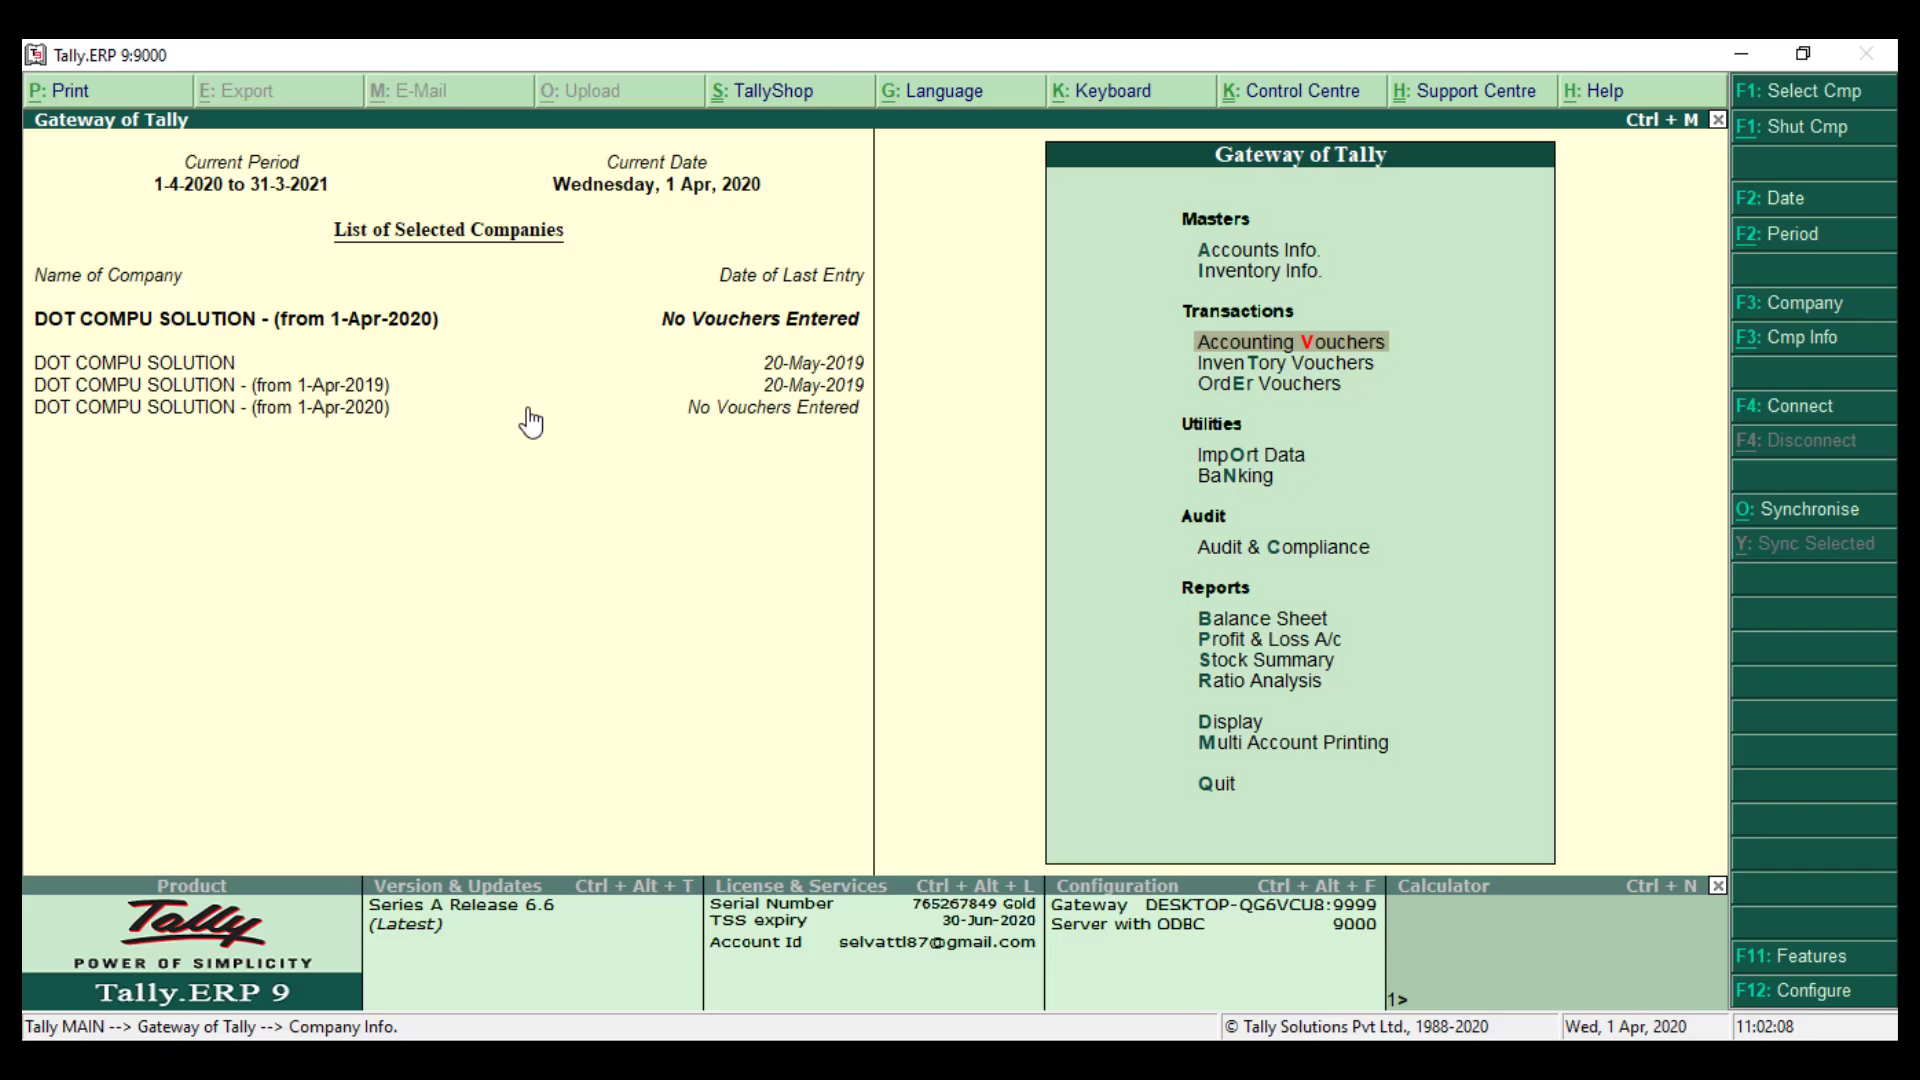 Tally.ERP 9:9000
P: Print
E: Export
M: E-Mail
O: Upload
S: TallyShop
G: Language
K: Keyboard
K: Control Centre
H: Support Centre
H: Help
Gateway of Tally
Ctrl + M
Current Period
1-4-2020 to 31-3-2021
Current Date
Wednesday, 1 Apr, 2020
List of Selected Companies
Name of Company
Date of Last Entry
DOT COMPU SOLUTION - (from 1-Apr-2020)
No Vouchers Entered
DOT COMPU SOLUTION
20-May-2019
DOT COMPU SOLUTION - (from 1-Apr-2019)
20-May-2019
DOT COMPU SOLUTION - (from 1-Apr-2020)
No Vouchers Entered
Gateway of Tally
Masters
Accounts Info.
Inventory Info.
Transactions
Accounting Vouchers
InvenTory Vouchers
OrdEr Vouchers
Utilities
ImpOrt Data
BaNking
Audit
Audit & Compliance
Reports
Balance Sheet
Profit & Loss A/c
Stock Summary
Ratio Analysis
Display
Multi Account Printing
Quit
F1: Select Cmp
F1: Shut Cmp
F2: Date
F2: Period
F3: Company
F3: Cmp Info
F4: Connect
F4: Disconnect
O: Synchronise
Y: Sync Selected
F11: Features
F12: Configure
Product
Tally
POWER OF SIMPLICITY
Tally.ERP 9
Version & Updates Ctrl + Alt + T
Series A Release 6.6
(Latest)
License & Services Ctrl + Alt + L
Serial Number 765267849 Gold
TSS expiry 30-Jun-2020
Account Id selvattl87@gmail.com
Configuration Ctrl + Alt + F
Gateway DESKTOP-QG6VCU8:9999
Server with ODBC 9000
Calculator Ctrl + N
1>
Tally MAIN --> Gateway of Tally --> Company Info.
© Tally Solutions Pvt Ltd., 1988-2020
Wed, 1 Apr, 2020
11:02:08